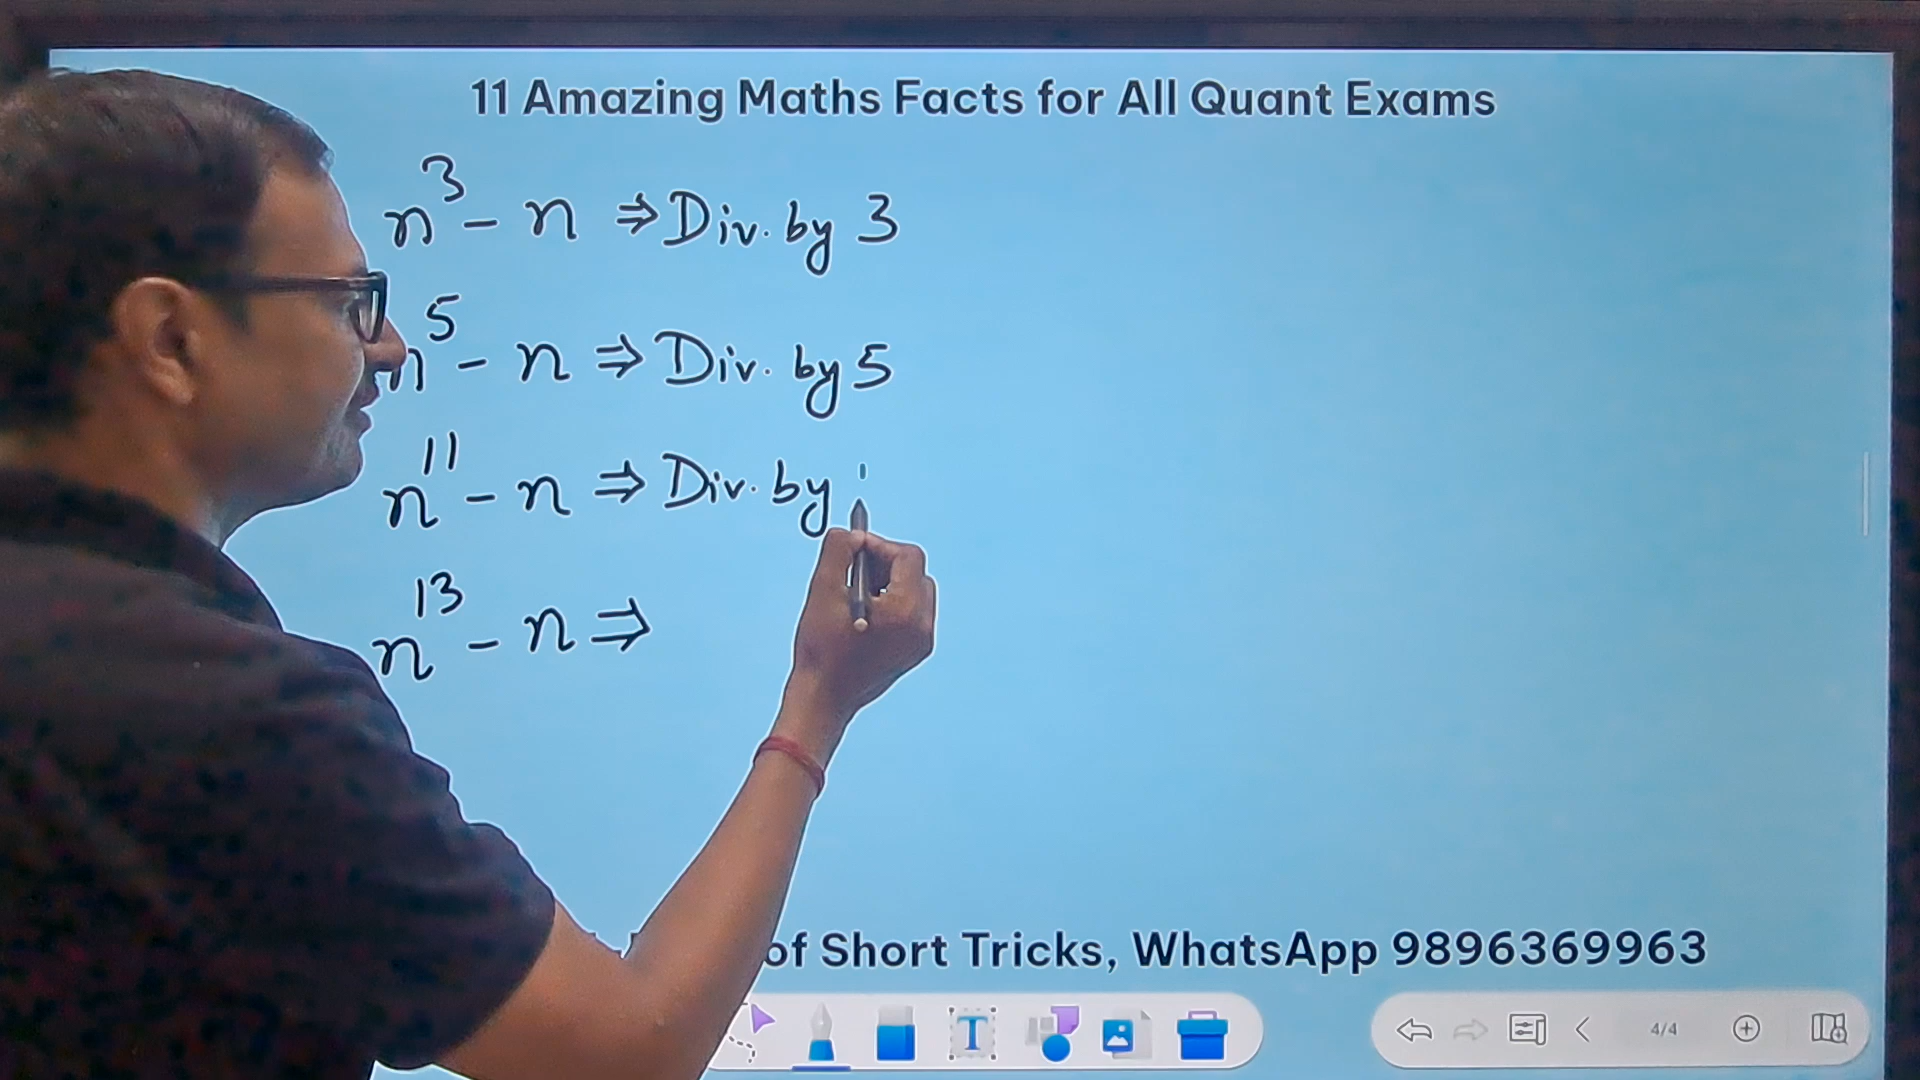 11 Amazing Maths Facts for All Quant Exams
n³ - n ⇒ Div. by 3
n⁵ - n ⇒ Div. by 5
n¹¹ - n ⇒ Div. by
n¹³ - n ⇒
of Short Tricks, WhatsApp 9896369963
T
4/4